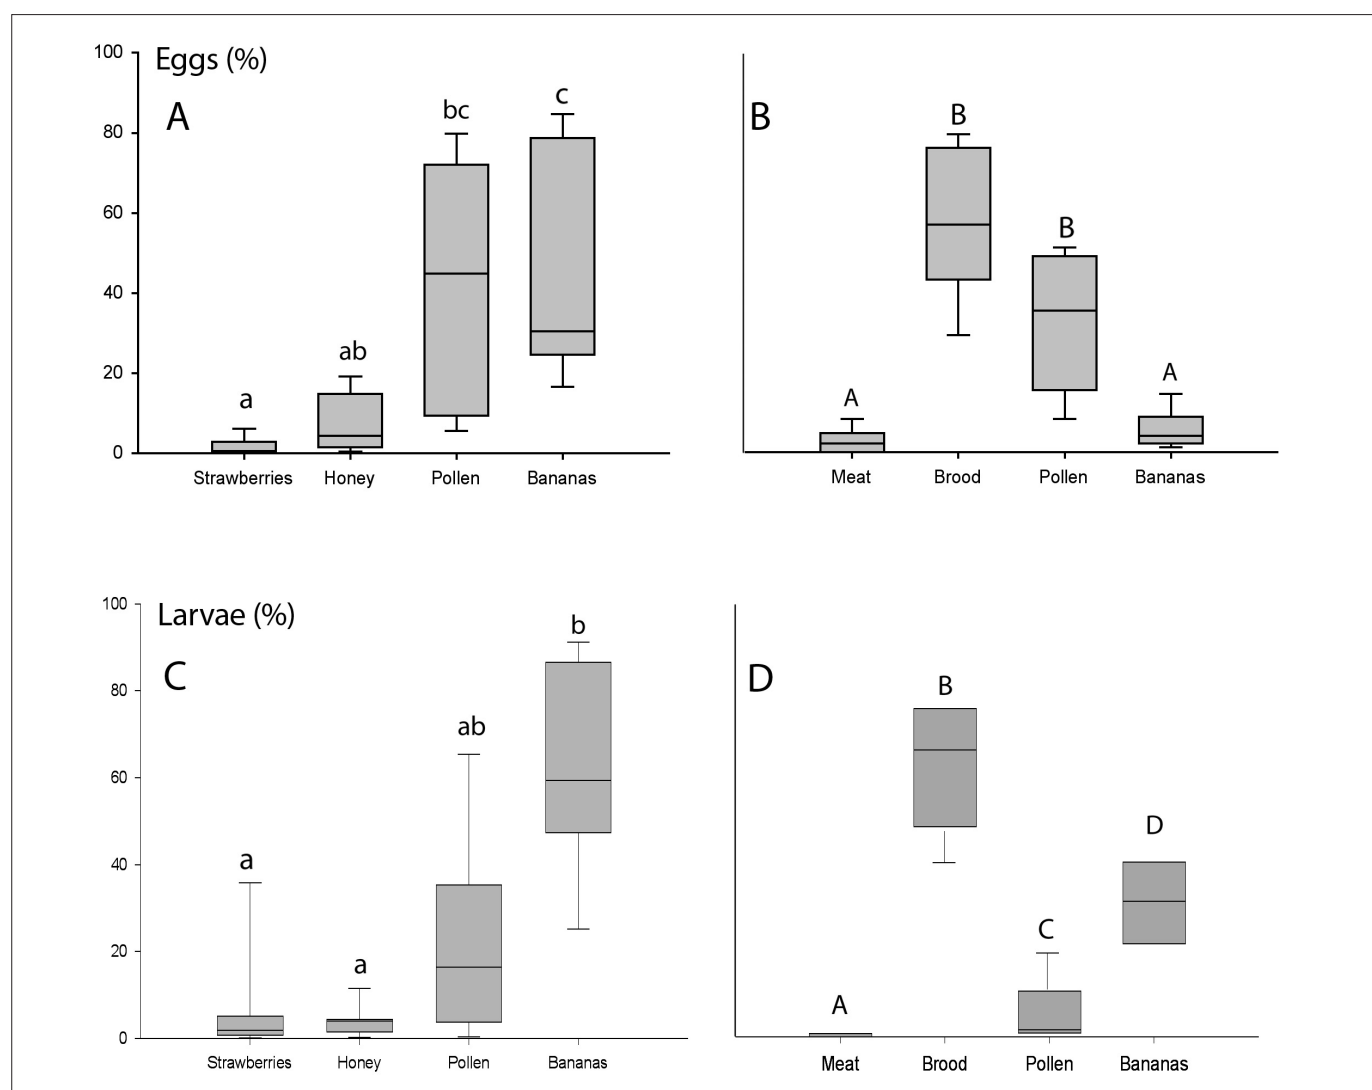 Eggs (%)
A
100
80
60
40
20
0
a
ab
bc
c
Strawberries Honey Pollen Bananas
B
A
B
B
A
Meat Brood Pollen Bananas
Larvae (%)
C
100
80
60
40
20
0
a
a
ab
b
Strawberries Honey Pollen Bananas
D
A
B
C
D
Meat Brood Pollen Bananas